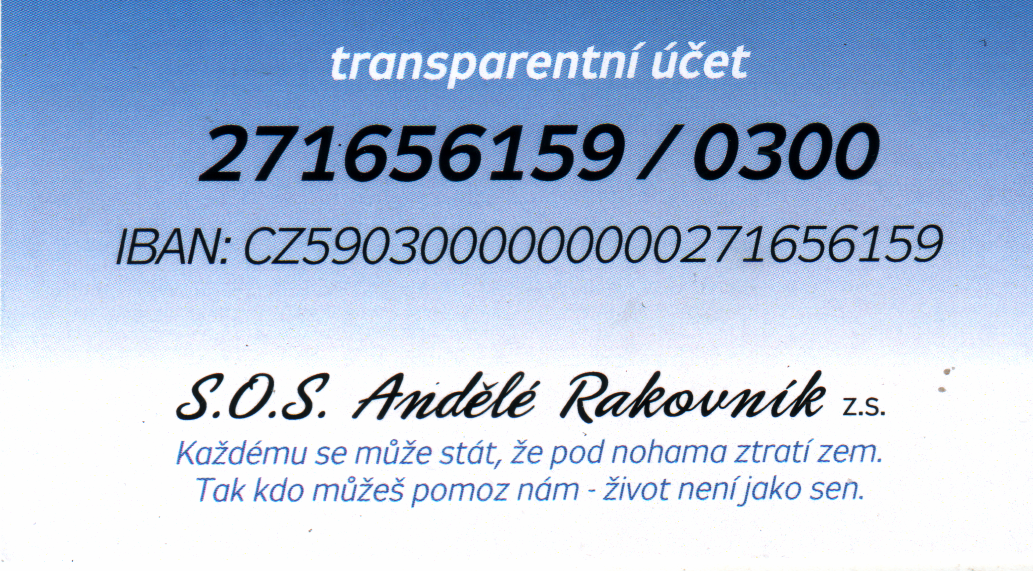 transparentní účet
271656159 / 0300
IBAN: CZ5903000000000271656159
S.O.S. Andělé Rakovník z.s.
Každému se může stát, že pod nohama ztratí zem.
Tak kdo můžeš pomoz nám - život není jako sen.